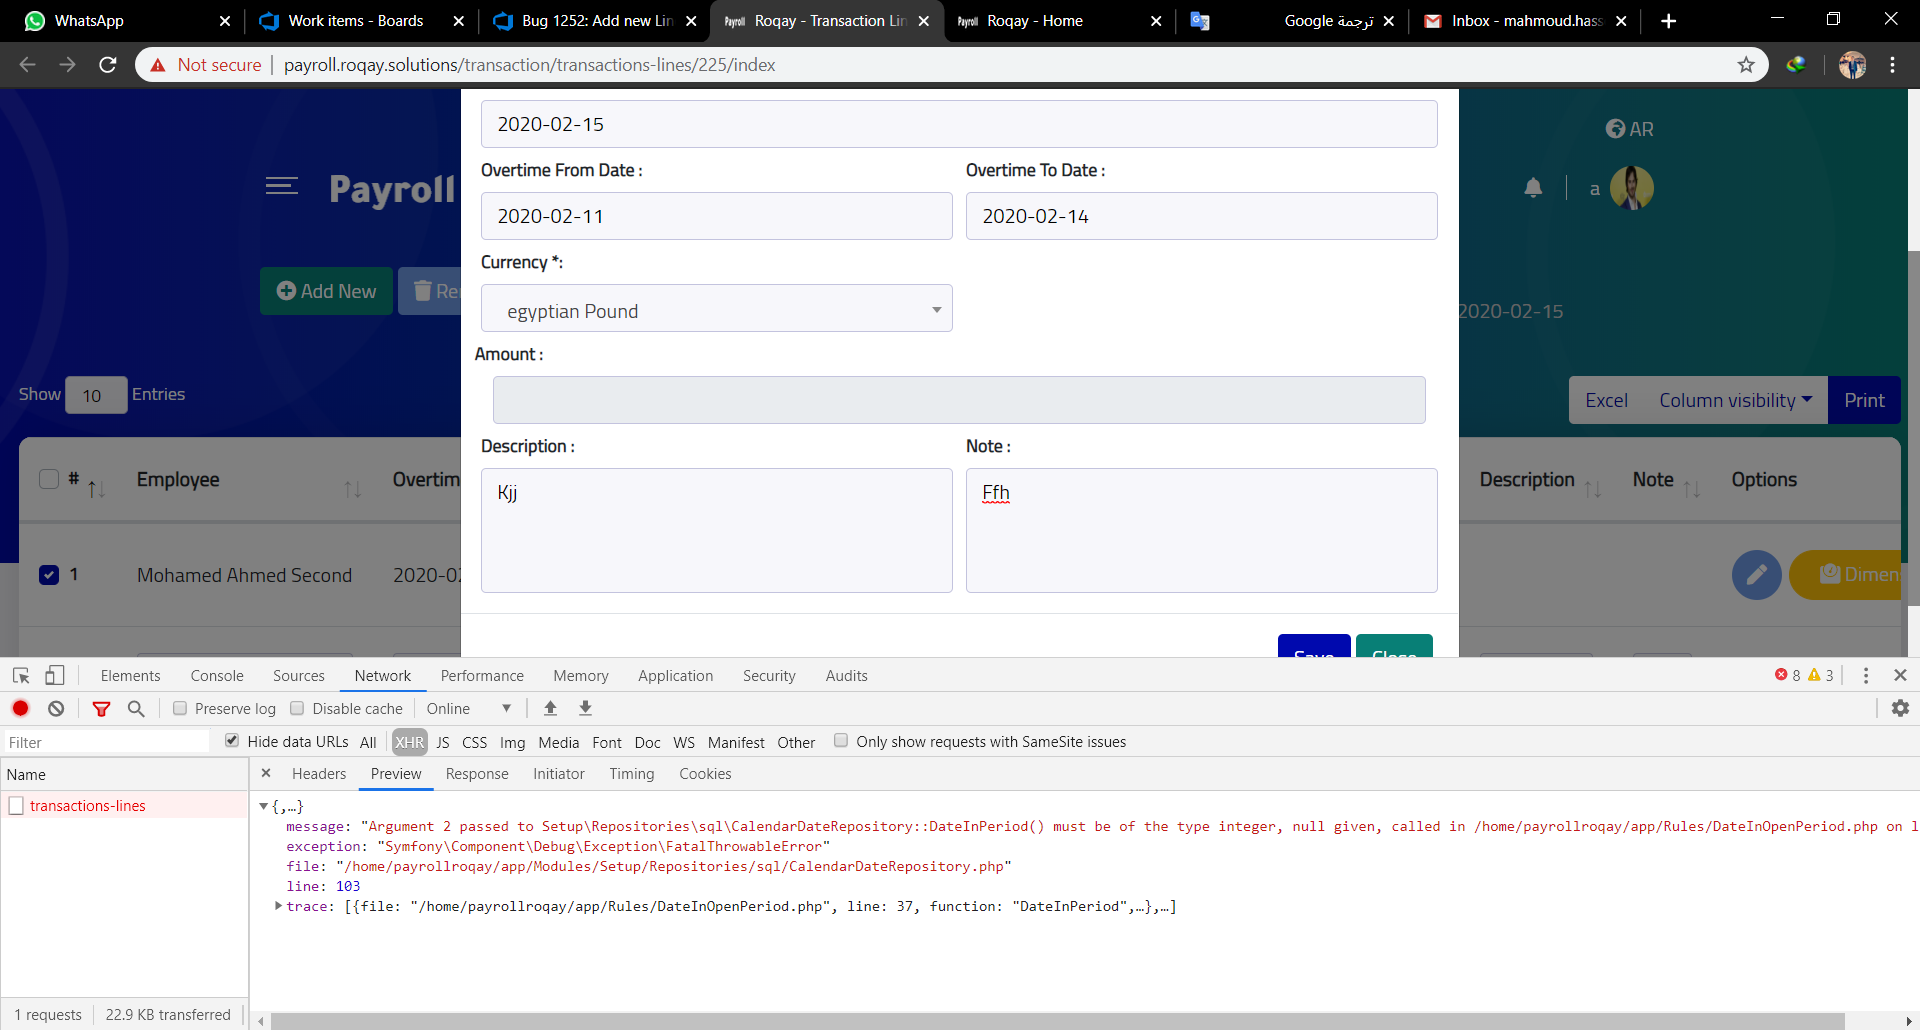 WhatsApp
Work items - Boards
Bug 1252: Add new Lin
Payroll Roqay - Transaction Lin
Payroll Roqay - Home
ترجمة Google
Inbox - mahmoud.hass
Not secure
payroll.roqay.solutions/transaction/transactions-lines/225/index
2020-02-15
AR
Overtime From Date :
Overtime To Date :
Payroll
a
2020-02-11
2020-02-14
Currency *:
Add New
Re
egyptian Pound
2020-02-15
Amount :
Show 10 Entries
Excel
Column visibility
Print
Description :
Note :
#
Employee
Overtim
Description
Note
Options
Kjj
Ffh
1
Mohamed Ahmed Second
2020-02
Dimens
Save
Close
Elements
Console
Sources
Network
Performance
Memory
Application
Security
Audits
8
3
Preserve log
Disable cache
Online
Filter
Hide data URLs
All
XHR
JS
CSS
Img
Media
Font
Doc
WS
Manifest
Other
Only show requests with SameSite issues
Name
Headers
Preview
Response
Initiator
Timing
Cookies
transactions-lines
{,…}
message: "Argument 2 passed to Setup\Repositories\sql\CalendarDateRepository::DateInPeriod() must be of the type integer, null given, called in /home/payrollroqay/app/Rules/DateInOpenPeriod.php on l
exception: "Symfony\Component\Debug\Exception\FatalThrowableError"
file: "/home/payrollroqay/app/Modules/Setup/Repositories/sql/CalendarDateRepository.php"
line: 103
trace: [{file: "/home/payrollroqay/app/Rules/DateInOpenPeriod.php", line: 37, function: "DateInPeriod",…},…]
1 requests
22.9 KB transferred